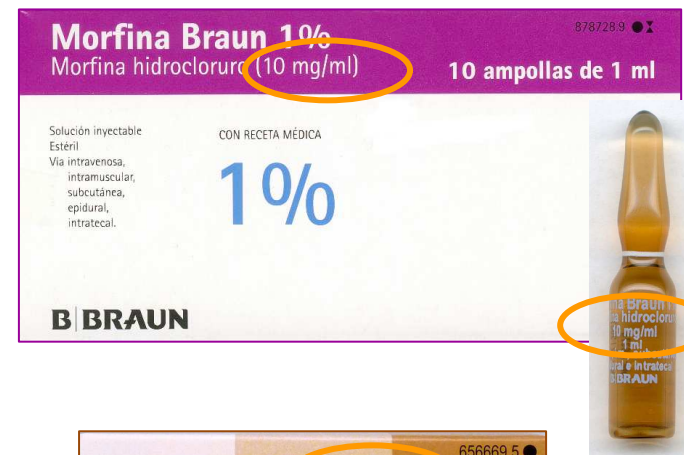 878728.9
Morfina Braun 1%
Morfina hidrocloruro (10 mg/ml)
10 ampollas de 1 ml
Solución inyectable
Estéril
Vía intravenosa,
intramuscular,
subcutánea,
epidural,
intratecal.
CON RECETA MÉDICA
1%
B BRAUN
Braun
hidrocloru
10 mg/ml
1 ml
ural e intratecal
B BRAUN
656669.5